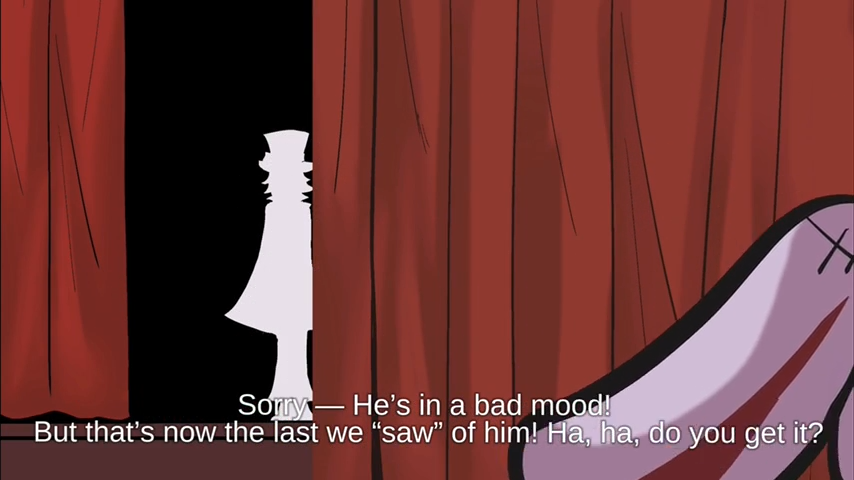 Sorry — He's in a bad mood!
But that's now the last we “saw” of him! Ha, ha, do you get it?